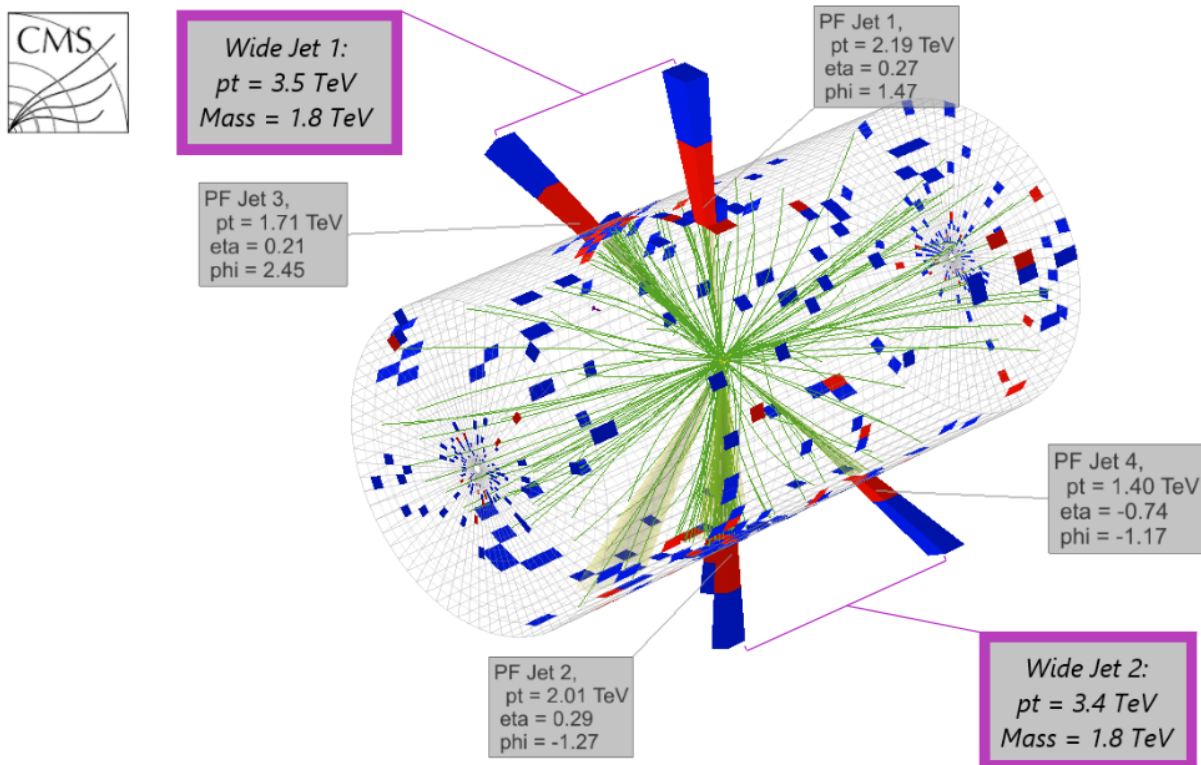 CMS
Wide Jet 1:
pt = 3.5 TeV
Mass = 1.8 TeV
PF Jet 1,
pt = 2.19 TeV
eta = 0.27
phi = 1.47
PF Jet 3,
pt = 1.71 TeV
eta = 0.21
phi = 2.45
PF Jet 4,
pt = 1.40 TeV
eta = -0.74
phi = -1.17
PF Jet 2,
pt = 2.01 TeV
eta = 0.29
phi = -1.27
Wide Jet 2:
pt = 3.4 TeV
Mass = 1.8 TeV